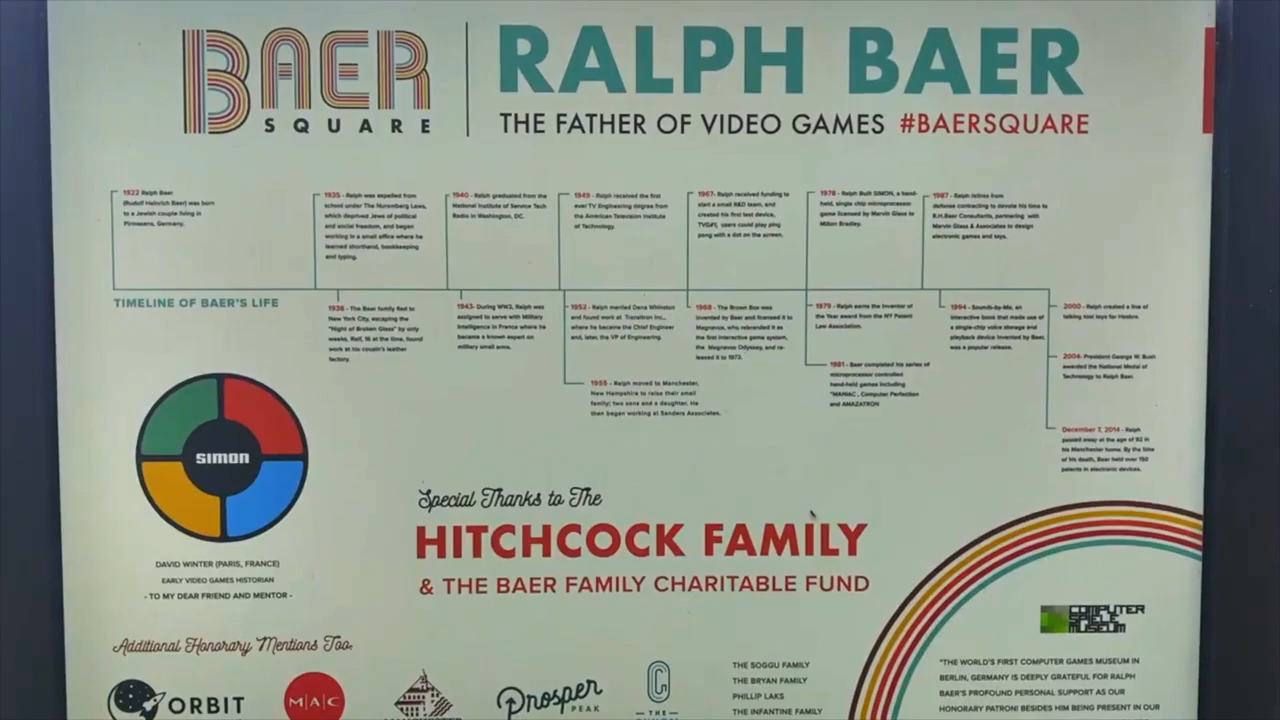 BAER
SQUARE
RALPH BAER
THE FATHER OF VIDEO GAMES #BAERSQUARE
1922 Ralph Baer
(Rudolf Heinrich Baer) was born
to a Jewish couple living in
Pirmasens, Germany.
1935 - Ralph was expelled from
school under The Nuremberg Laws,
which deprived Jews of political
and social freedom, and began
working in a small office where he
learned shorthand, bookkeeping
and typing.
1940 - Ralph graduated from the
National Institute of Service Tech
Radio in Washington, DC.
1949 - Ralph received the first
ever TV Engineering degree from
the American Television Institute
of Technology.
1967- Ralph received funding to
start a small R&D team, and
created his first test device,
TVG#1, users could play ping
pong with a dot on the screen.
1978 - Ralph Built SIMON, a hand-
held, single chip microprocessor
game licensed by Marvin Glass to
Milton Bradley.
1987 - Ralph retires from
defense contracting to devote his time to
R.H.Baer Consultants, partnering with
Marvin Glass & Associates to design
electronic games and toys.
TIMELINE OF BAER'S LIFE
1938 - The Baer family fled to
New York City, escaping the
"Night of Broken Glass" by only
weeks. Ralf, 16 at the time, found
work at his cousin's leather
factory.
1943- During WW2, Ralph was
assigned to serve with Military
Intelligence in France where he
became a known expert on
military small arms.
1952 - Ralph married Dena Whinston
and found work at Transitron Inc.,
where he became the Chief Engineer
and, later, the VP of Engineering.
1968 - The Brown Box was
invented by Baer and licensed it to
Magnavox, who rebranded it as
the first interactive game system,
the Magnavox Odyssey, and re-
leased it in 1972.
1979 - Ralph earns the Inventor of
the Year award from the NY Patent
Law Association.
1994 - Sounds-by-Me, an
interactive book that made use of
a single-chip voice storage and
playback device invented by Baer,
was a popular release.
2000 - Ralph created a line of
talking tool toys for Hasbro.
1955 - Ralph moved to Manchester,
New Hampshire to raise their small
family; two sons and a daughter. He
then began working at Sanders Associates.
1981 - Baer completed his series of
microprocessor controlled
hand-held games including
"MANIAC, Computer Perfection
and AMAZATRON
2004- President George W. Bush
awarded the National Medal of
Technology to Ralph Baer.
December 7, 2014 - Ralph
passed away at the age of 92 in
his Manchester home. By the time
of his death, Baer held over 150
patents in electronic devices.
SIMON
DAVID WINTER (PARIS, FRANCE)
EARLY VIDEO GAMES HISTORIAN
- TO MY DEAR FRIEND AND MENTOR -
Special Thanks to The
HITCHCOCK FAMILY
& THE BAER FAMILY CHARITABLE FUND
Additional Honorary Mentions Too.
ORBIT
M|A|C
Prosper
PEAK
THE
THE SOGGU FAMILY
THE BRYAN FAMILY
PHILLIP LAKS
THE INFANTINE FAMILY
COMPUTER
SPIELE
MUSEUM
"THE WORLD'S FIRST COMPUTER GAMES MUSEUM IN
BERLIN, GERMANY IS DEEPLY GRATEFUL FOR RALPH
BAER'S PROFOUND PERSONAL SUPPORT AS OUR
HONORARY PATRON! BESIDES HIM BEING PRESENT IN OUR